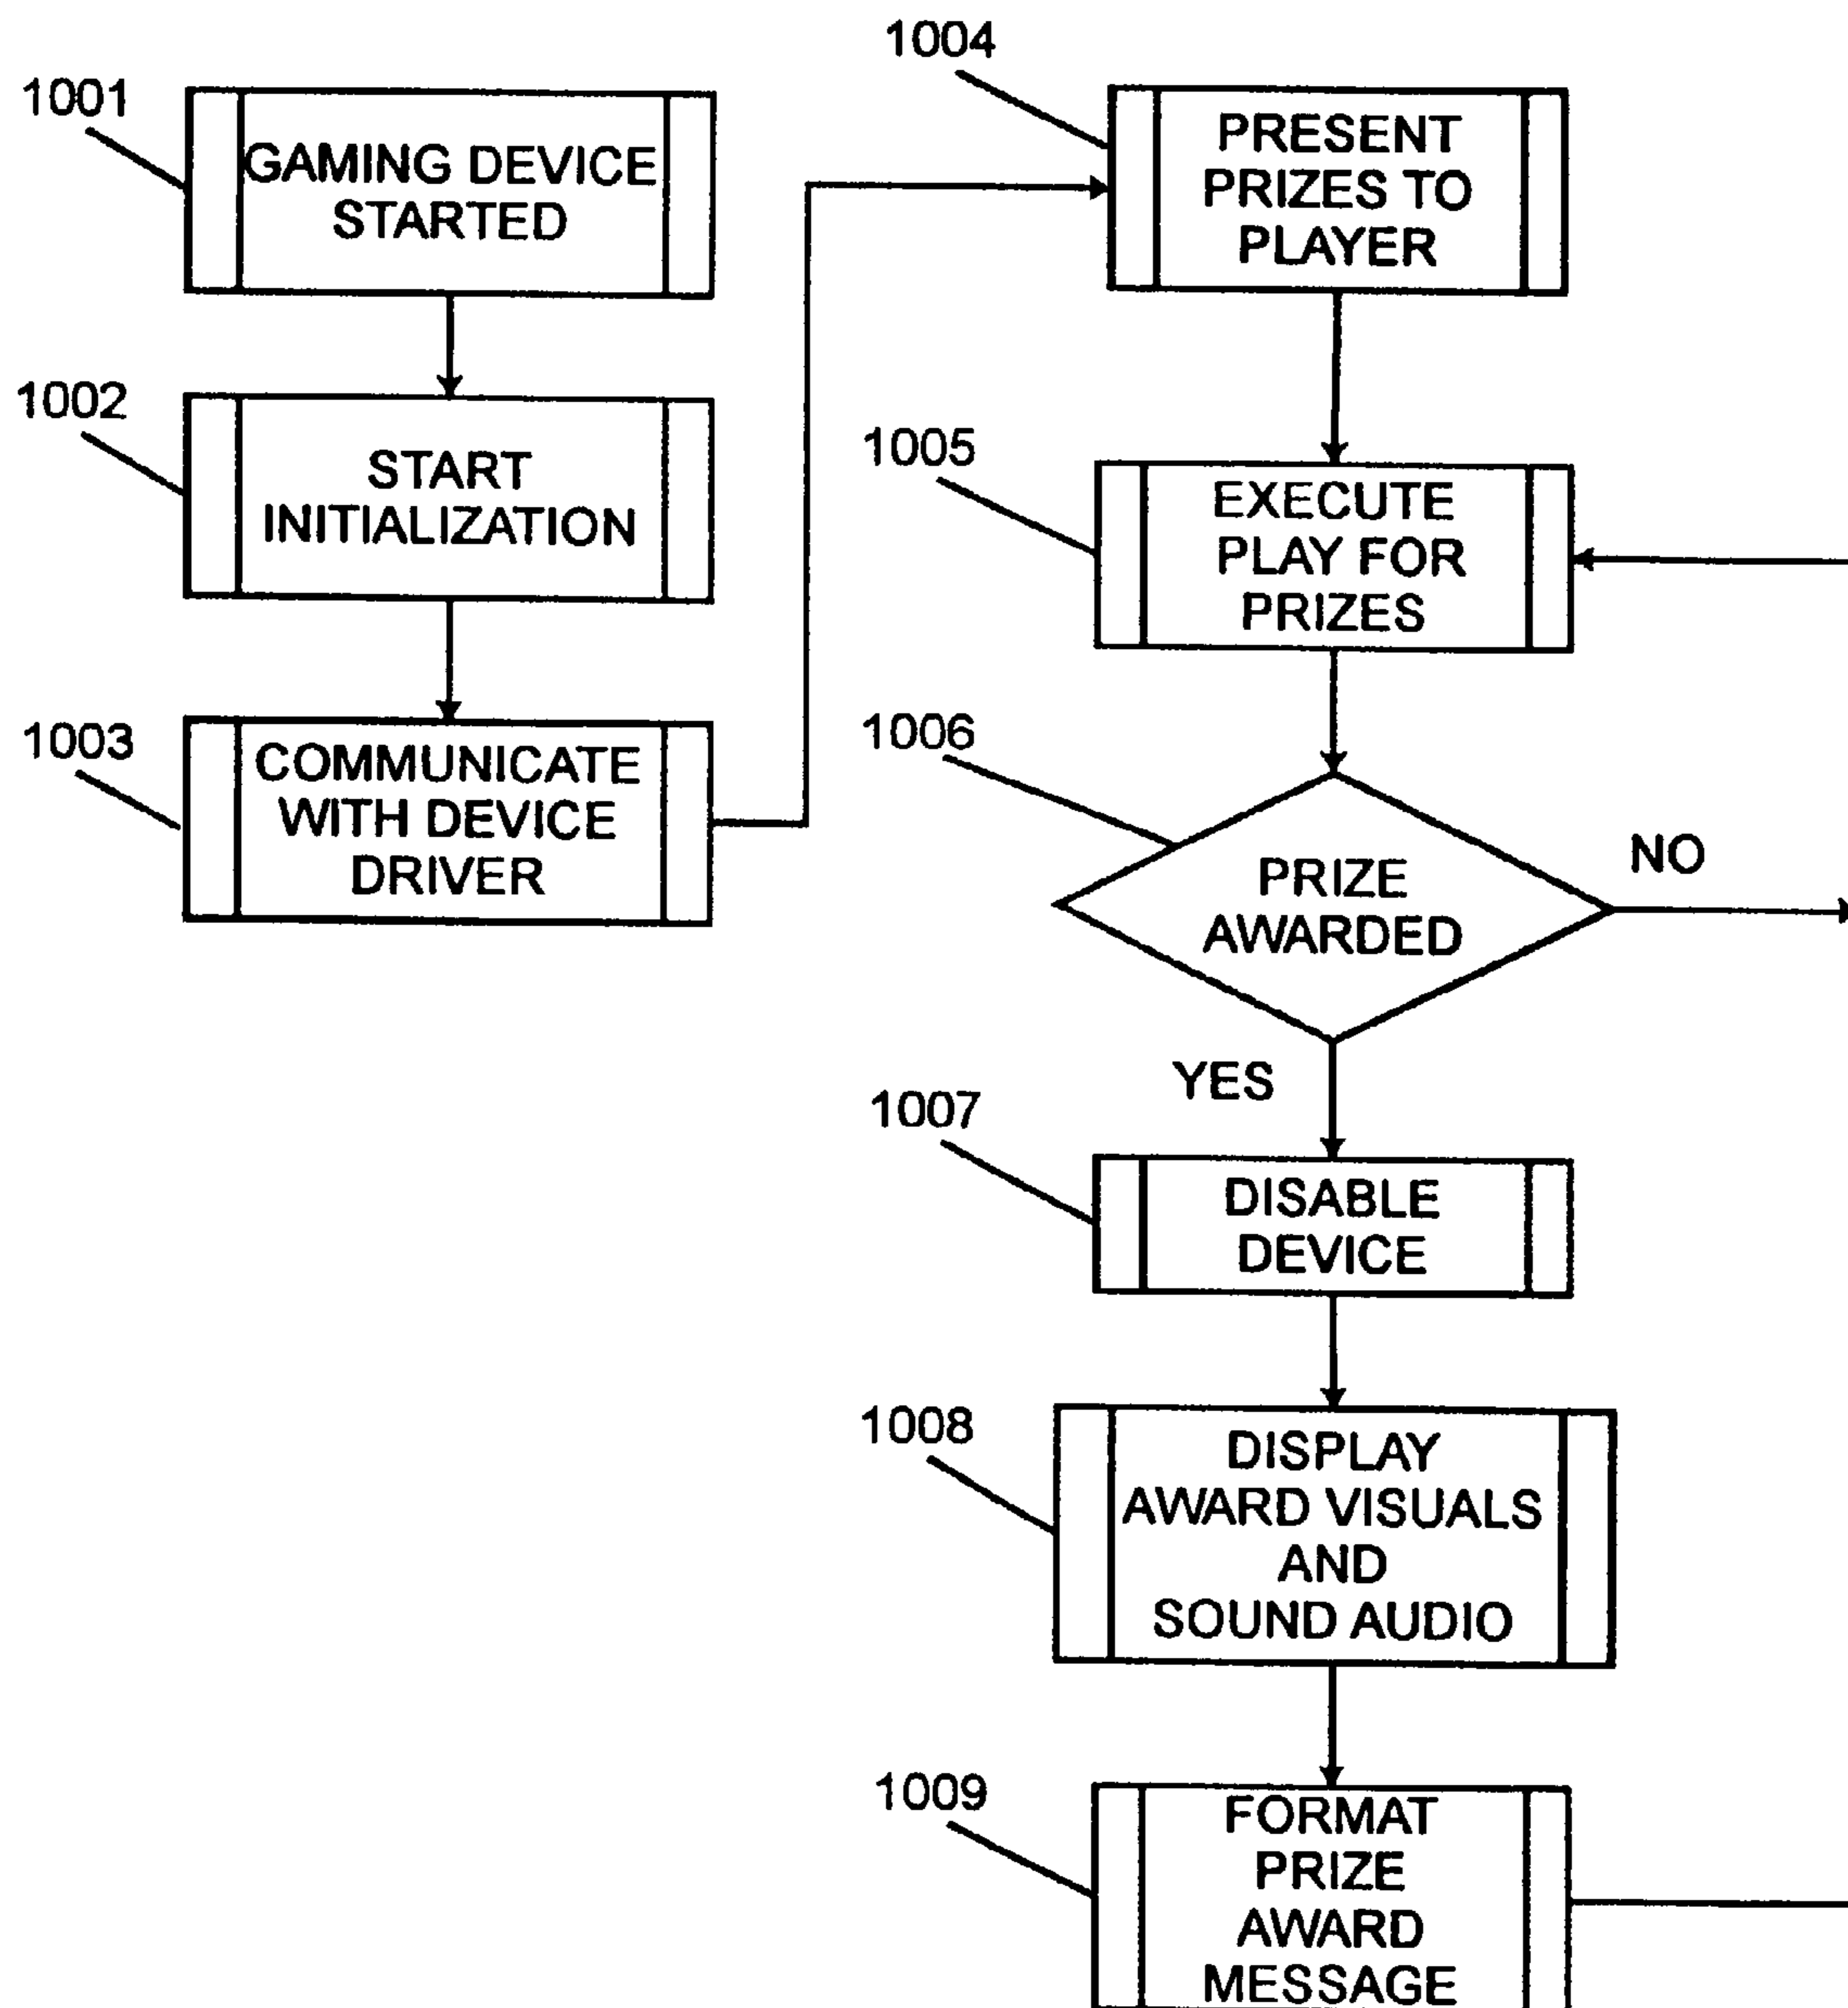 1001
GAMING DEVICE
STARTED
1002
START
INITIALIZATION
1003
COMMUNICATE
WITH DEVICE
DRIVER
1004
PRESENT
PRIZES TO
PLAYER
1005
EXECUTE
PLAY FOR
PRIZES
1006
PRIZE
AWARDED
NO
YES
1007
DISABLE
DEVICE
1008
DISPLAY
AWARD VISUALS
AND
SOUND AUDIO
1009
FORMAT
PRIZE
AWARD
MESSAGE